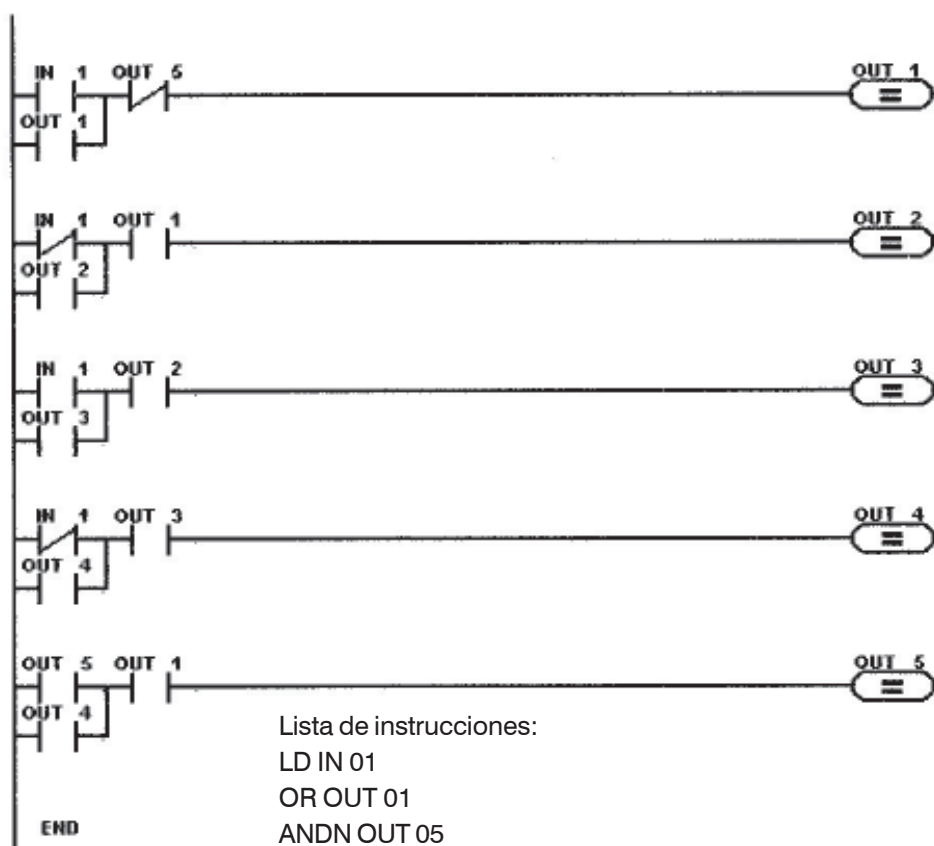 IN 1 OUT 5 OUT 1
=
OUT 1
IN 1 OUT 1 OUT 2
=
OUT 2
IN 1 OUT 2 OUT 3
=
OUT 3
IN 1 OUT 3 OUT 4
=
OUT 4
OUT 5 OUT 1 OUT 5
=
OUT 4
Lista de instrucciones:
LD IN 01
OR OUT 01
END
ANDN OUT 05